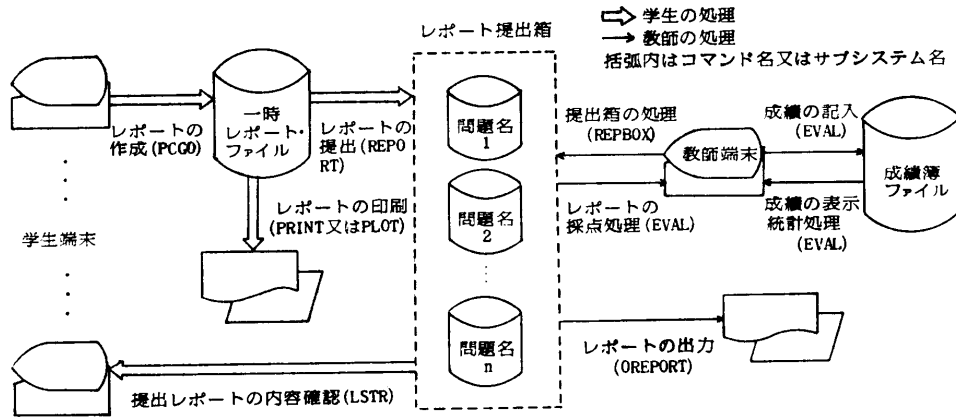 レポート提出箱
学生の処理
教師の処理
括弧内はコマンド名又はサブシステム名
レポートの
作成(PCGO)
一時
レポート・
ファイル
レポートの
提出(REPO
RT)
レポートの印刷
(PRINT又はPLOT)
学生端末
問題名
1
問題名
2
問題名
n
提出箱の処理
(REPBOX)
教師端末
成績の記入
(EVAL)
成績簿
ファイル
レポートの
採点処理(EVAL)
成績の表示
統計処理
(EVAL)
レポートの出力
(OREPORT)
提出レポートの内容確認(LSTR)